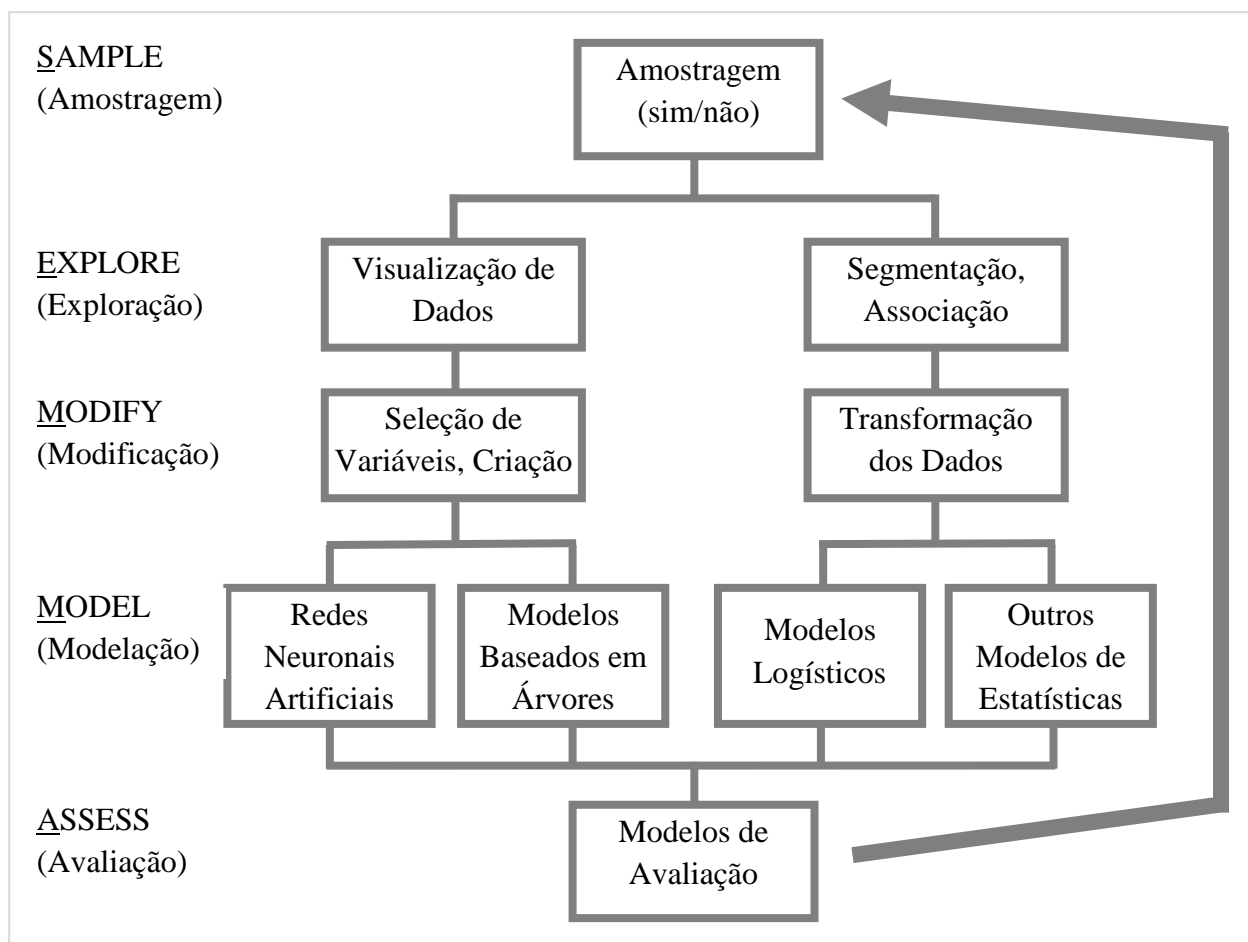 SAMPLE
(Amostragem)
Amostragem
(sim/não)
EXPLORE
(Exploração)
Visualização de
Dados
Segmentação,
Associação
MODIFY
(Modificação)
Seleção de
Variáveis, Criação
Transformação
dos Dados
MODEL
(Modelação)
Redes
Neuronais
Artificiais
Modelos
Baseados em
Árvores
Modelos
Logísticos
Outros
Modelos de
Estatísticas
ASSESS
(Avaliação)
Modelos de
Avaliação